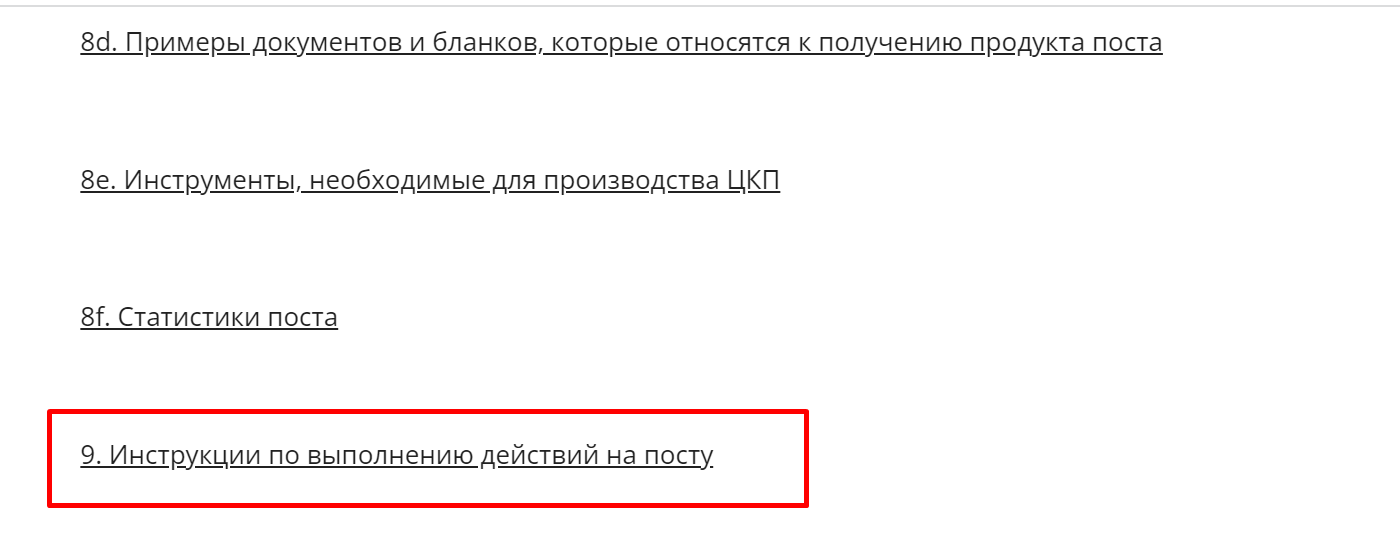 8d. Примеры документов и бланков, которые относятся к получению продукта поста
8e. Инструменты, необходимые для производства ЦКП
8f. Статистики поста
9. Инструкции по выполнению действий на посту